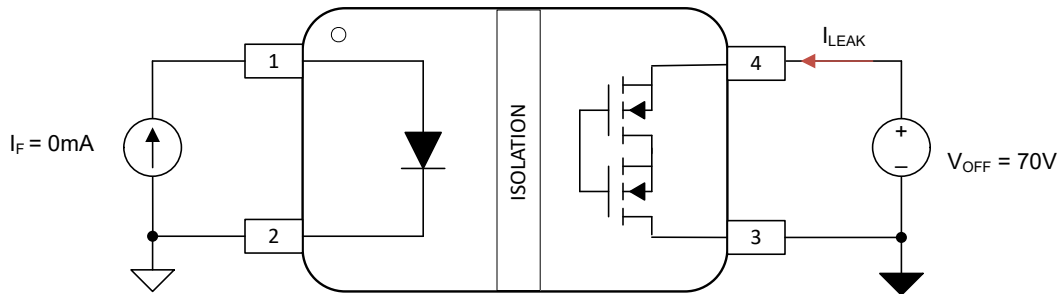 I_LEAK
1
4
I_F = 0mA
ISOLATION
+
–
V_OFF = 70V
2
3